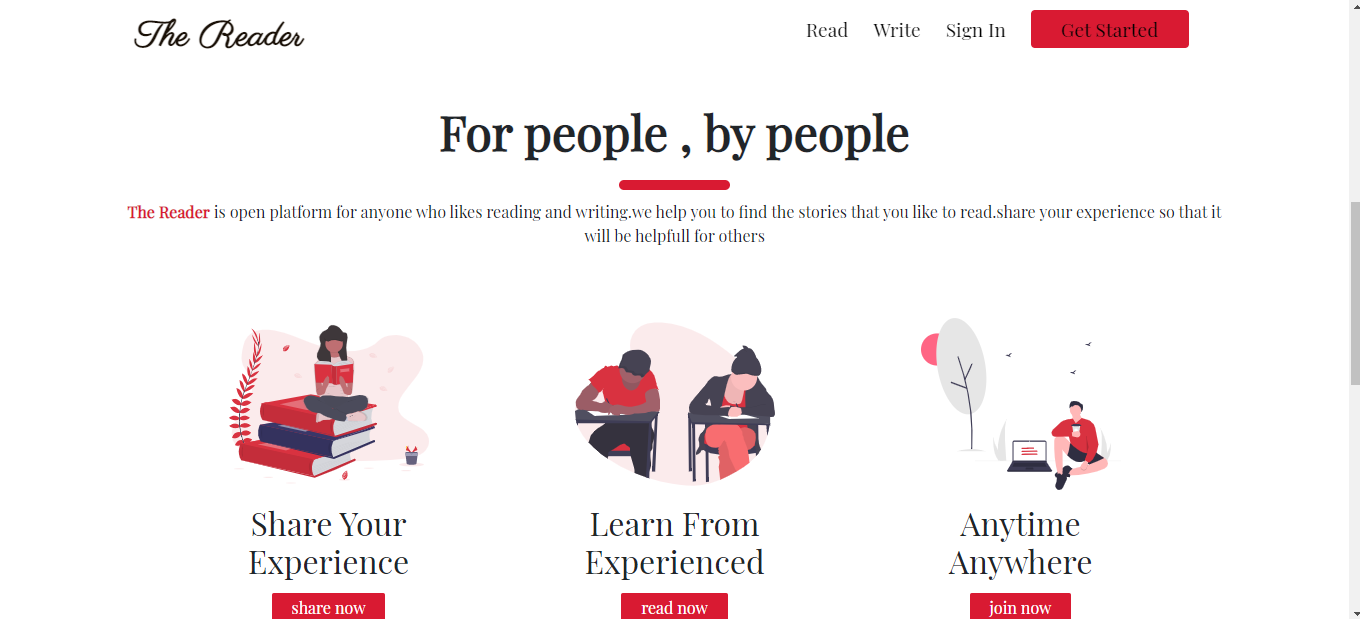 The Reader
Read Write Sign In Get Started
For people , by people
The Reader is open platform for anyone who likes reading and writing.we help you to find the stories that you like to read.share your experience so that it
will be helpfull for others
Share Your
Experience
Learn From
Experienced
Anytime
Anywhere
share now
read now
join now